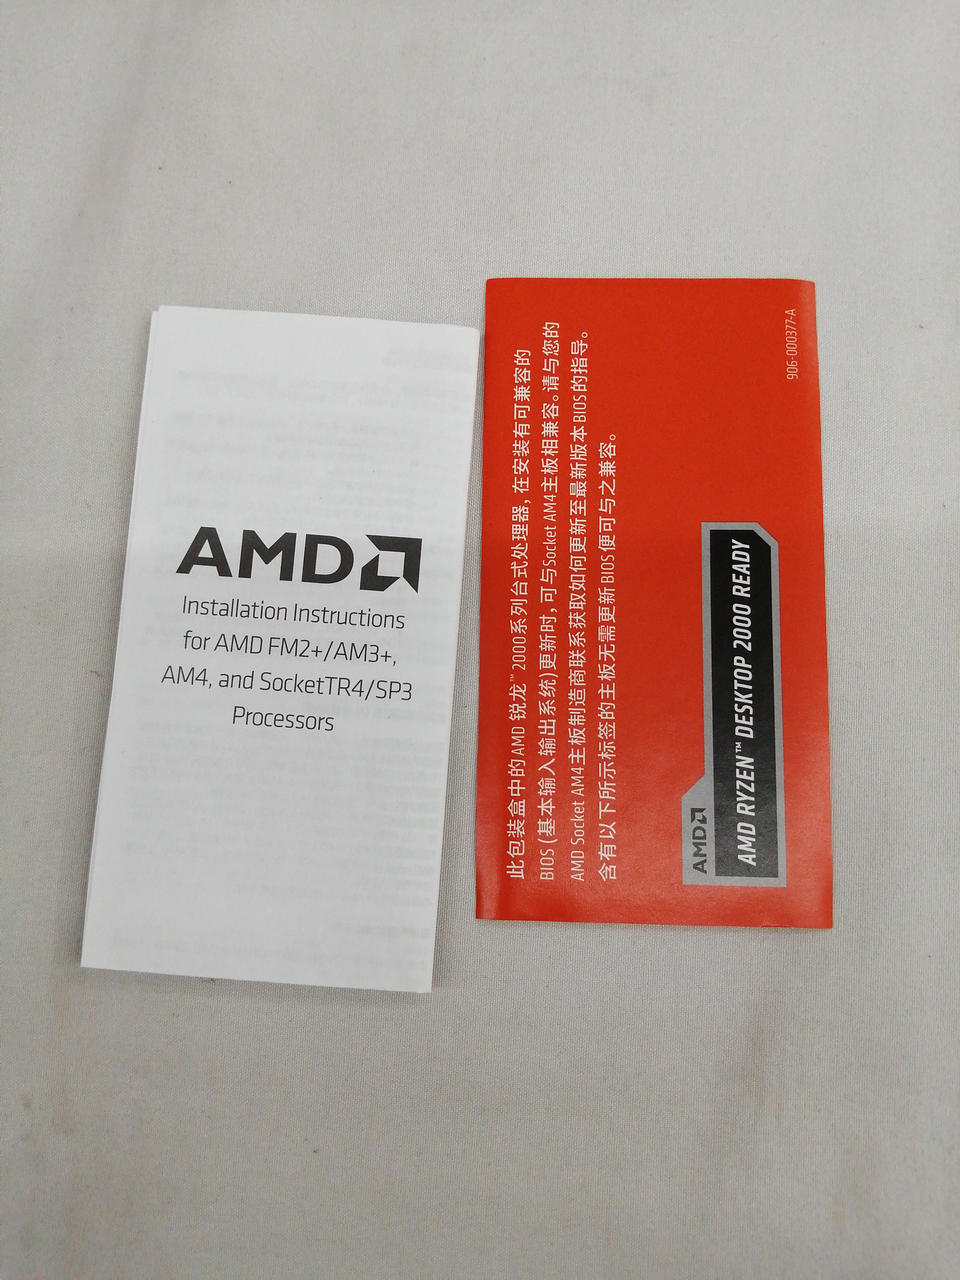 AMD
Installation Instructions
for AMD FM2+/AM3+,
AM4, and SocketTR4/SP3
Processors
此包装盒中的AMD 锐龙™ 2000系列台式处理器，在安装有可兼容的
BIOS (基本输入输出系统)更新时，可与Socket AM4主板相兼容。请与您的
AMD Socket AM4主板制造商联系获取如何更新至最新版本BIOS的指导。
含有以下所示标签的主板无需更新BIOS便可与之兼容。
AMD
AMD RYZEN™ DESKTOP 2000 READY
906-000377-A